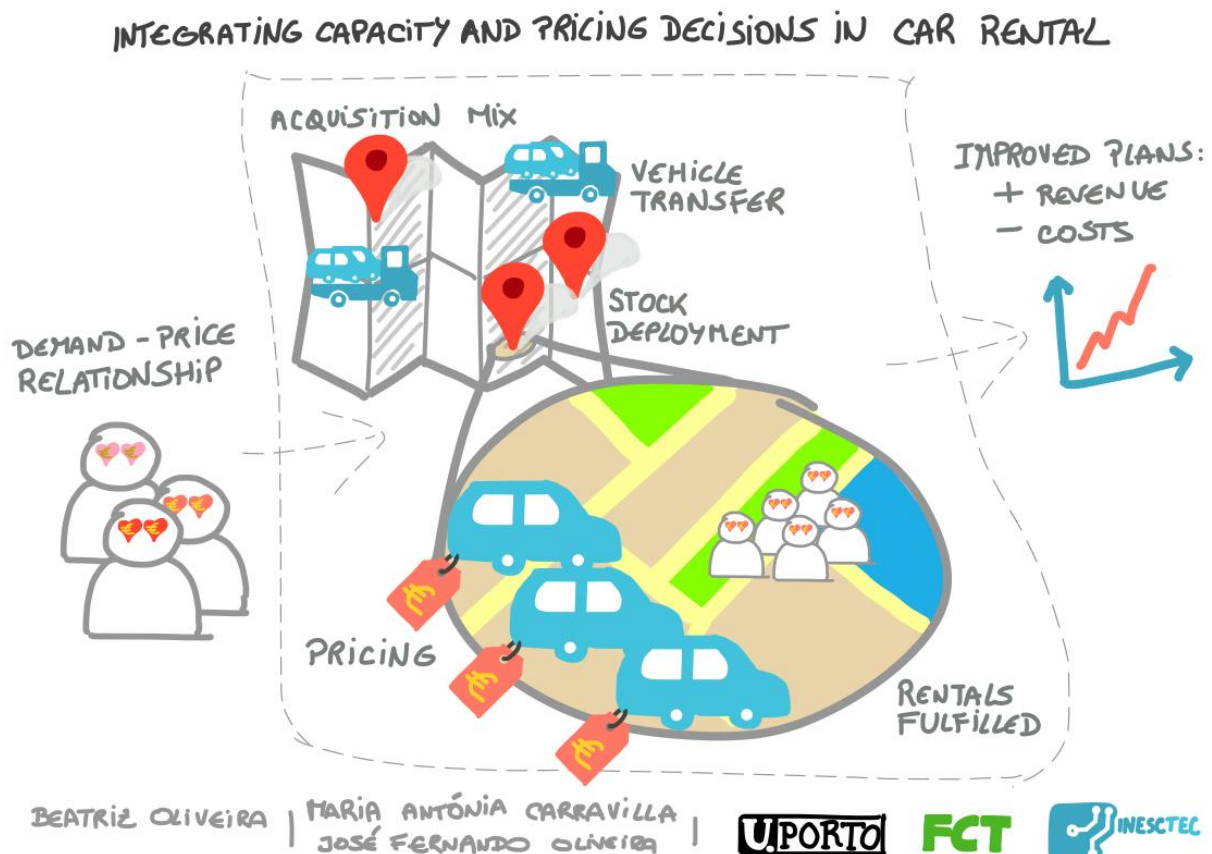 INTEGRATING CAPACITY AND PRICING DECISIONS IN CAR RENTAL
ACQUISITION MIX
VEHICLE
TRANSFER
STOCK
DEPLOYMENT
DEMAND - PRICE
RELATIONSHIP
IMPROVED PLANS:
+ REVENUE
- COSTS
€ €
€ €
€ €
PRICING
€
€
€
RENTALS
FULFILLED
BEATRIZ OLIVEIRA |
MARIA ANTÓNIA CARRAVILLA
JOSÉ FERNANDO OLIVEIRA |
U.PORTO
FCT
INESCTEC